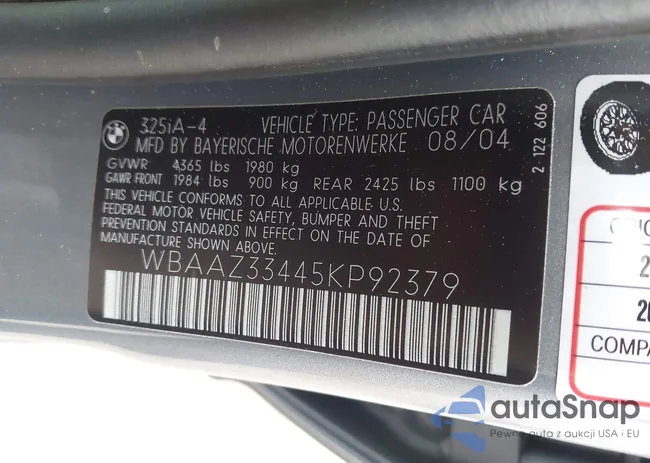 325iA-4 VEHICLE TYPE: PASSENGER CAR
MFD BY BAYERISCHE MOTORENWERKE 08/04
GVWR 4365 lbs 1980 kg
GAWR FRONT 1984 lbs 900 kg REAR 2425 lbs 1100 kg
THIS VEHICLE CONFORMS TO ALL APPLICABLE U.S.
FEDERAL MOTOR VEHICLE SAFETY, BUMPER AND THEFT
PREVENTION STANDARDS IN EFFECT ON THE DATE OF
MANUFACTURE SHOWN ABOVE.
WBAAZ33445KP92379
2 122 606
COMPA
autaSnap
Pewne auta z aukcji USA i EU